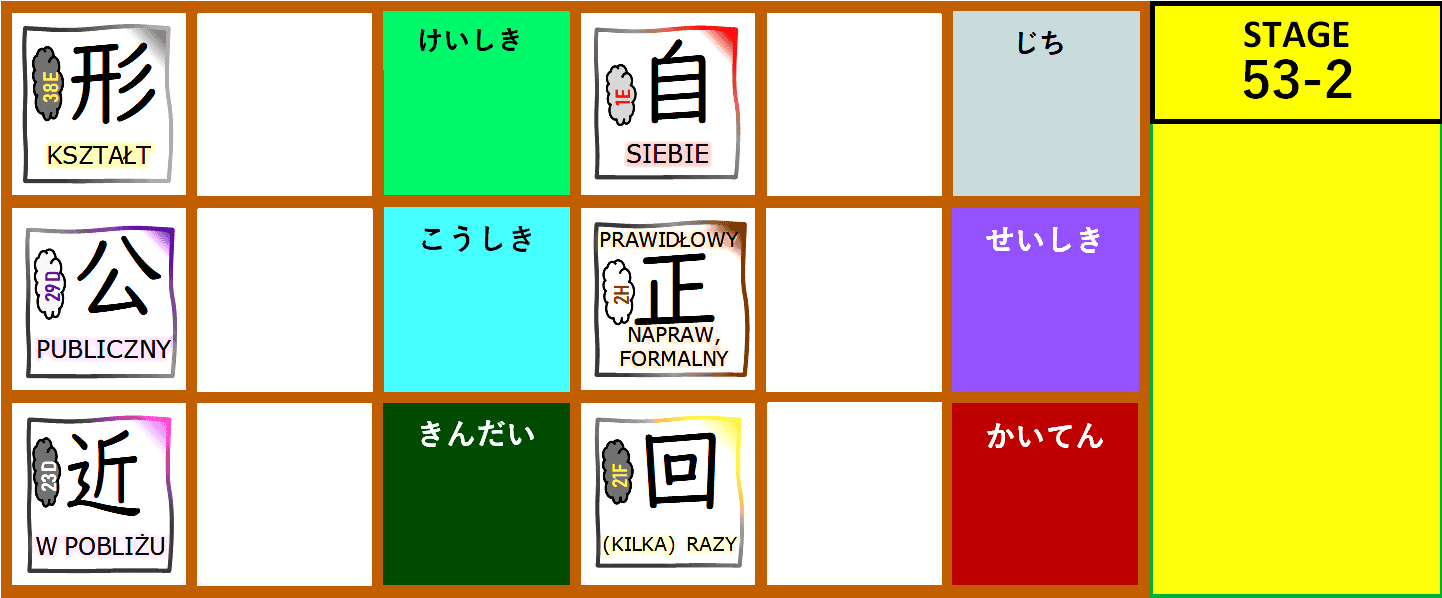 38E
形
KSZTAŁT
けいしき
1E
自
SIEBIE
じち
STAGE
53-2
29D
公
PUBLICZNY
こうしき
PRAWIDŁOWY
2H
正
NAPRAW,
FORMALNY
せいしき
23D
近
W POBLIŻU
きんだい
21F
回
(KILKA) RAZY
かいてん